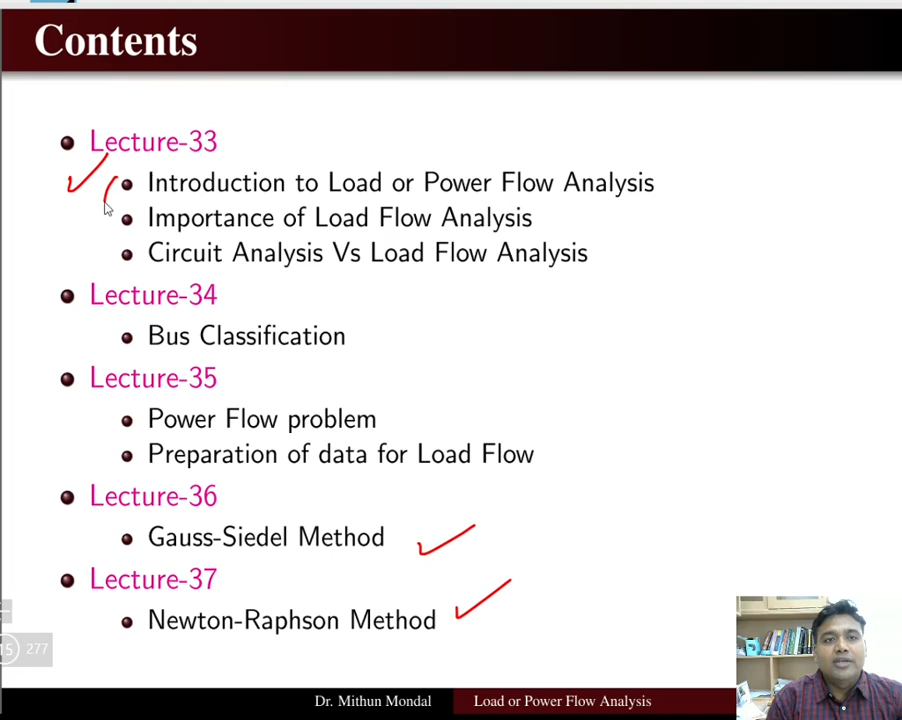 Contents
Lecture-33
Introduction to Load or Power Flow Analysis
Importance of Load Flow Analysis
Circuit Analysis Vs Load Flow Analysis
Lecture-34
Bus Classification
Lecture-35
Power Flow problem
Preparation of data for Load Flow
Lecture-36
Gauss-Siedel Method
Lecture-37
Newton-Raphson Method
15 277
Dr. Mithun Mondal Load or Power Flow Analysis